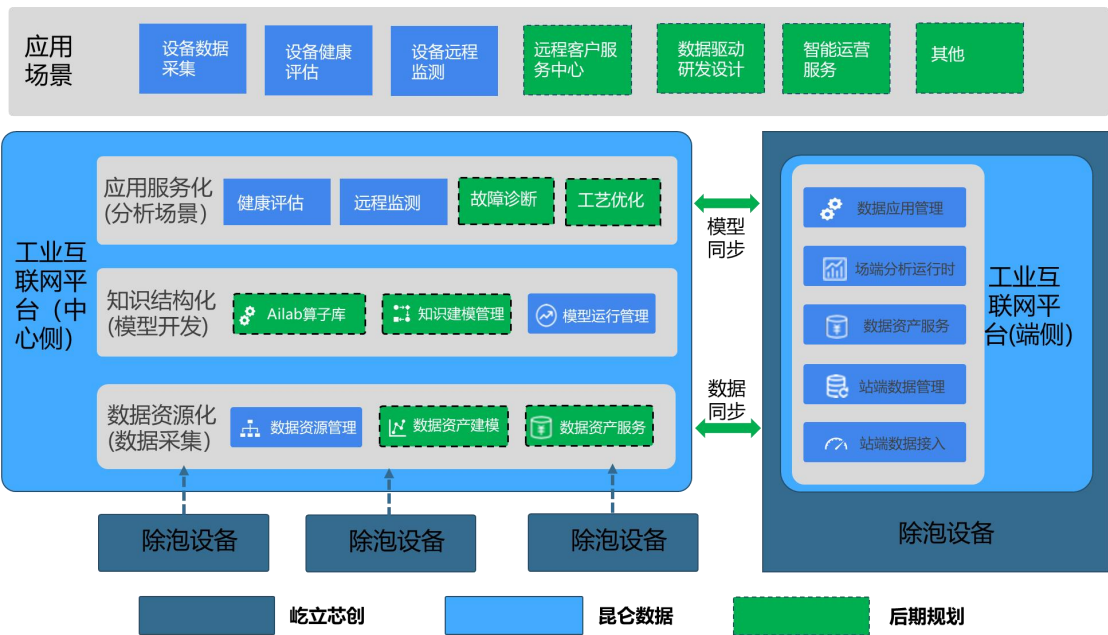 应用
场景
设备数据
采集
设备健康
评估
设备远程
监测
远程客户服
务中心
数据驱动
研发设计
智能运营
服务
其他
工业互
联网平
台（中
心侧）
应用服务化
(分析场景)
健康评估
远程监测
故障诊断
工艺优化
知识结构化
(模型开发)
Ailab算子库
知识建模管理
模型运行管理
数据资源化
(数据采集)
数据资源管理
数据资产建模
数据资产服务
模型
同步
数据
同步
数据应用管理
场端分析运行时
数据资产服务
站端数据管理
站端数据接入
工业互
联网平
台(端侧)
除泡设备
除泡设备
除泡设备
除泡设备
屹立芯创
昆仑数据
后期规划